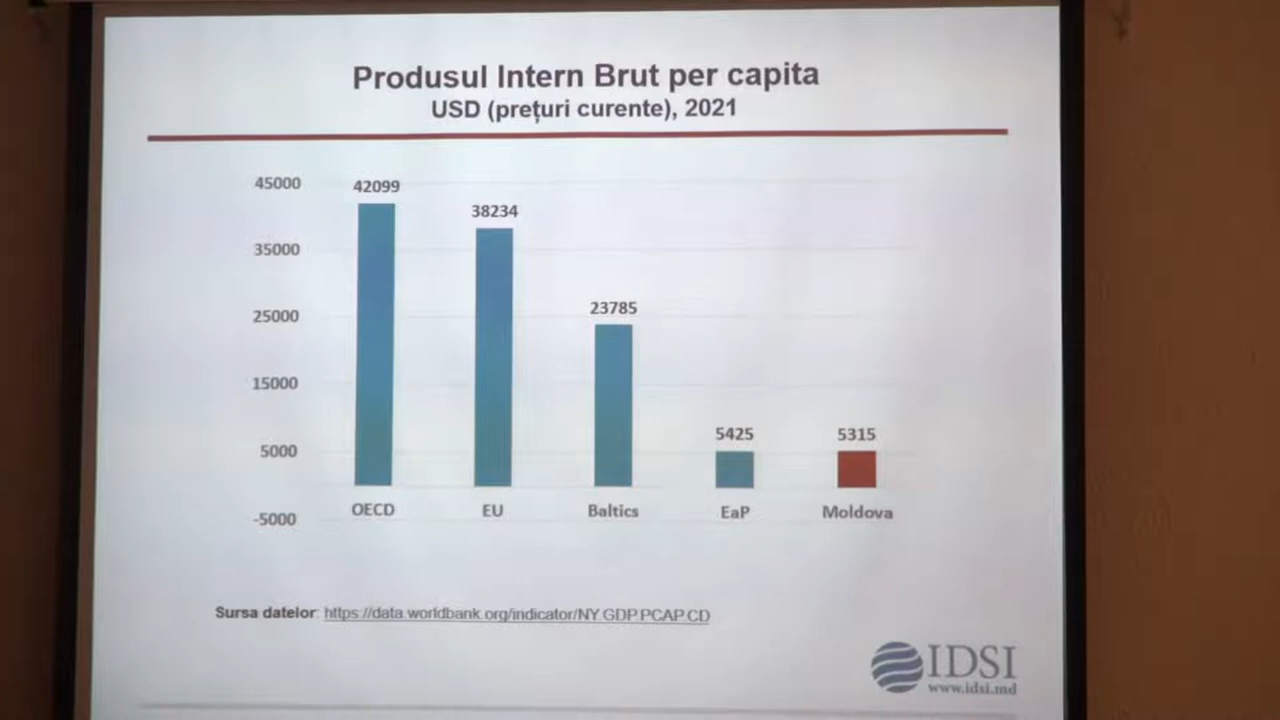 Produsul Intern Brut per capita
USD (prețuri curente), 2021
45000
35000
25000
15000
5000
-5000
42099
38234
23785
5425
5315
OECD
EU
Baltics
EaP
Moldova
Sursa datelor: https://data.worldbank.org/indicator/NY.GDP.PCAP.CD
IDSI
www.idsi.md